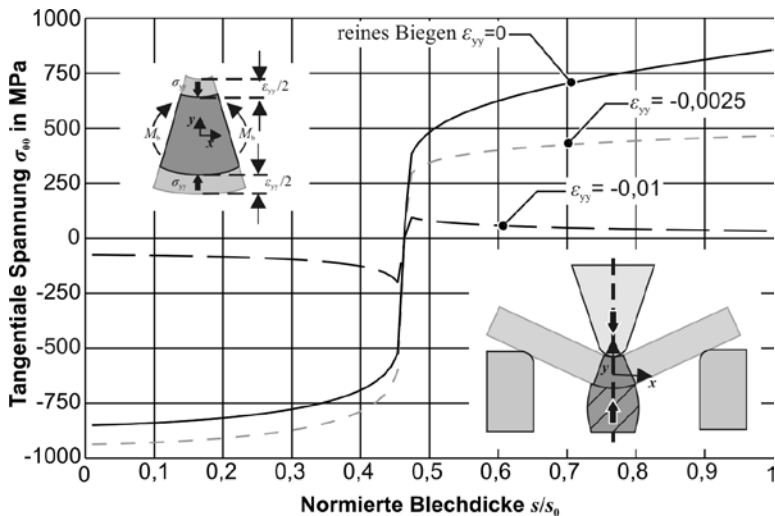 1000
750
500
250
0
-250
-500
-750
-1000
Tangentiale Spannung σθθ in MPa
reines Biegen εyy=0
εyy = -0,0025
εyy = -0,01
σyy
εyy/2
Mb
y
x
Mb
σyy
εyy/2
y
x
0
0,1
0,2
0,3
0,4
0,5
0,6
0,7
0,8
0,9
1
Normierte Blechdicke s/s0